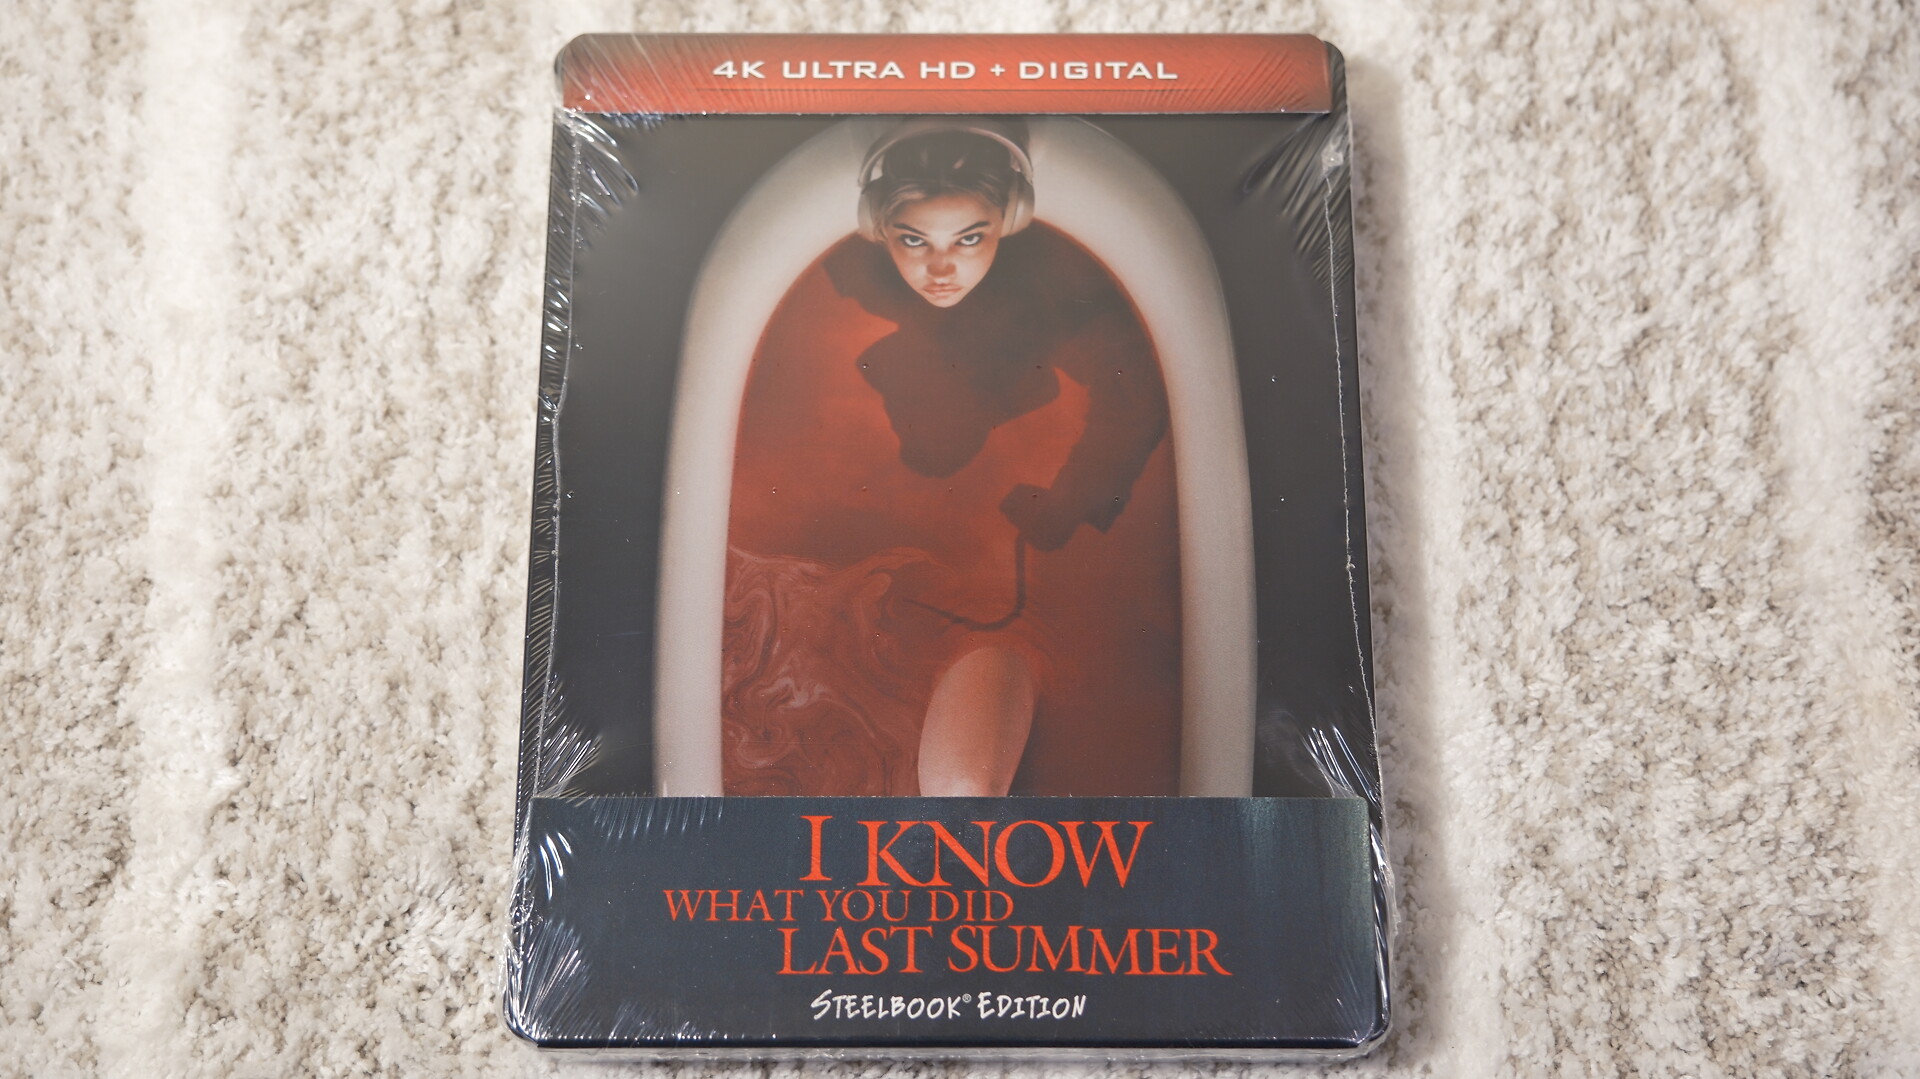 4K ULTRA HD + DIGITAL
I KNOW
WHAT YOU DID
LAST SUMMER
STEELBOOK® EDITION